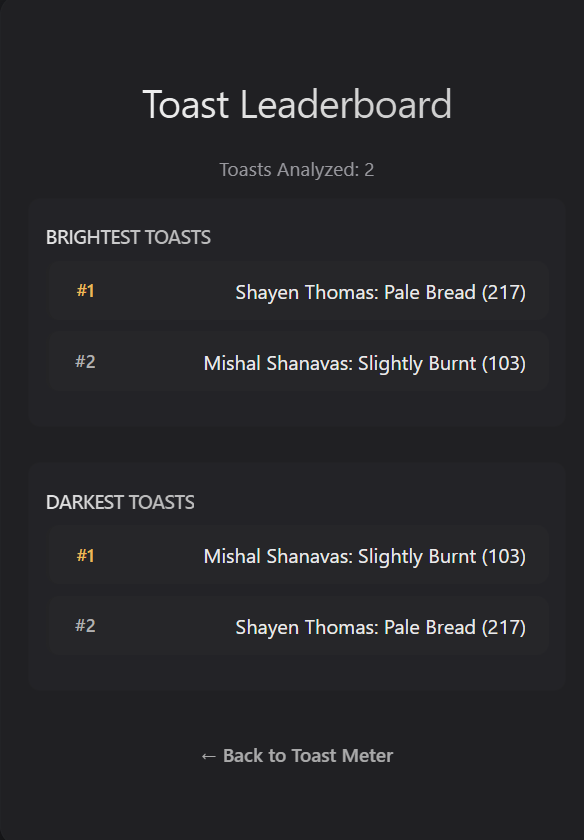 Toast Leaderboard
Toasts Analyzed: 2
BRIGHTEST TOASTS
#1 Shayen Thomas: Pale Bread (217)
#2 Mishal Shanavas: Slightly Burnt (103)
DARKEST TOASTS
#1 Mishal Shanavas: Slightly Burnt (103)
#2 Shayen Thomas: Pale Bread (217)
← Back to Toast Meter